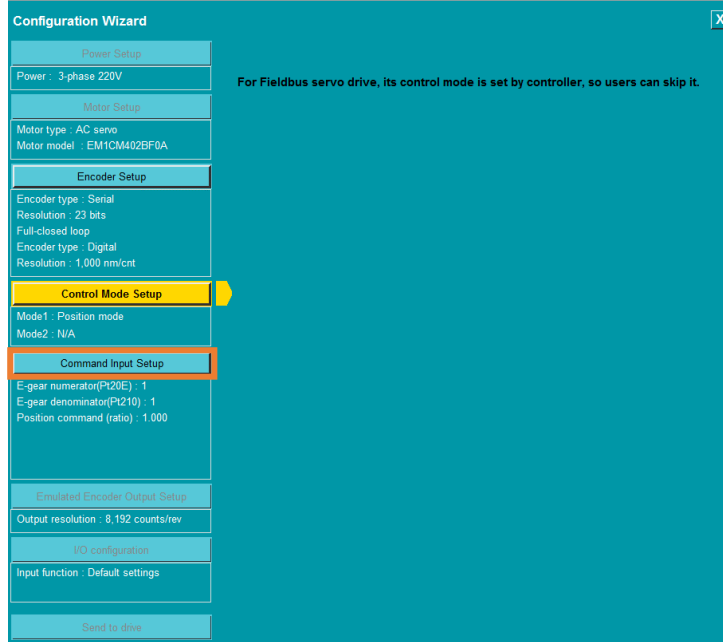 Configuration Wizard
X
Power Setup
Power : 3-phase 220V
For Fieldbus servo drive, its control mode is set by controller, so users can skip it.
Motor Setup
Motor type : AC servo
Motor model : EM1CM402BF0A
Encoder Setup
Encoder type : Serial
Resolution : 23 bits
Full-closed loop
Encoder type : Digital
Resolution : 1,000 nm/cnt
Control Mode Setup
Mode1 : Position mode
Mode2 : N/A
Command Input Setup
E-gear numerator(Pt20E) : 1
E-gear denominator(Pt210) : 1
Position command (ratio) : 1.000
Emulated Encoder Output Setup
Output resolution : 8,192 counts/rev
I/O configuration
Input function : Default settings
Send to drive